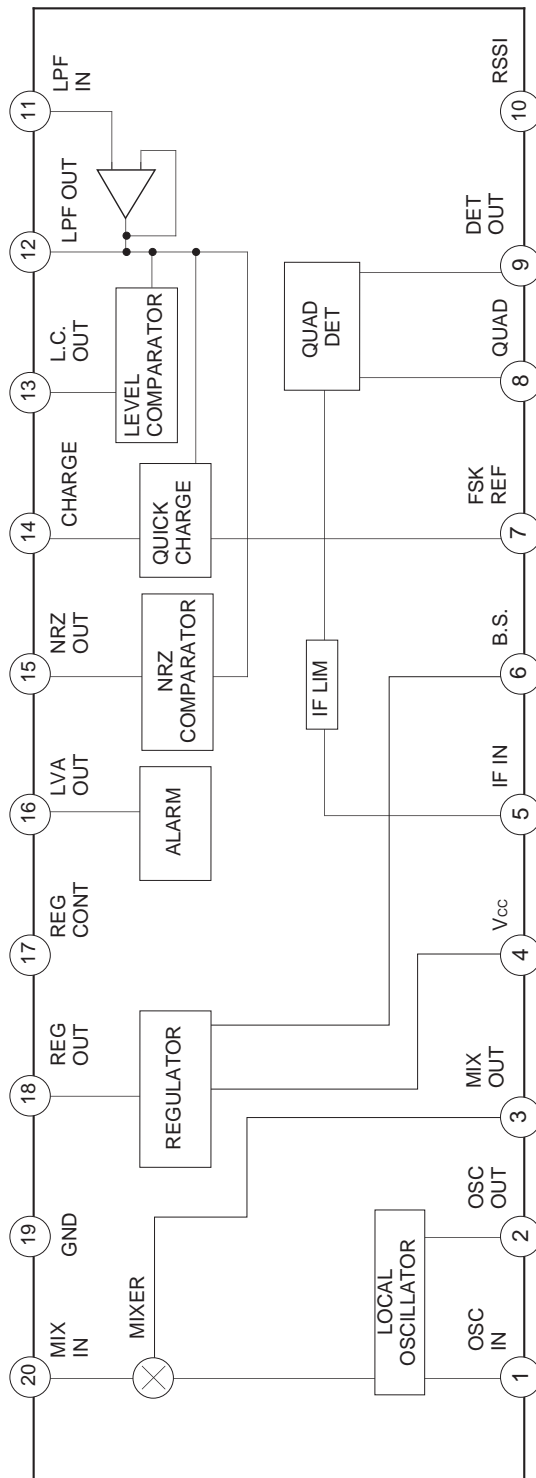 20
19
18
17
16
15
14
13
12
11
MIX
IN
GND
REG
OUT
REG
CONT
LVA
OUT
NRZ
OUT
CHARGE
L.C.
OUT
LPF OUT
LPF
IN
MIXER
REGULATOR
ALARM
NRZ
COMPARATOR
QUICK
CHARGE
LEVEL
COMPARATOR
LOCAL
OSCILLATOR
IF LIM
QUAD
DET
OSC
IN
OSC
OUT
MIX
OUT
Vcc
IF IN
B.S.
FSK
REF
QUAD
DET
OUT
RSSI
1
2
3
4
5
6
7
8
9
10